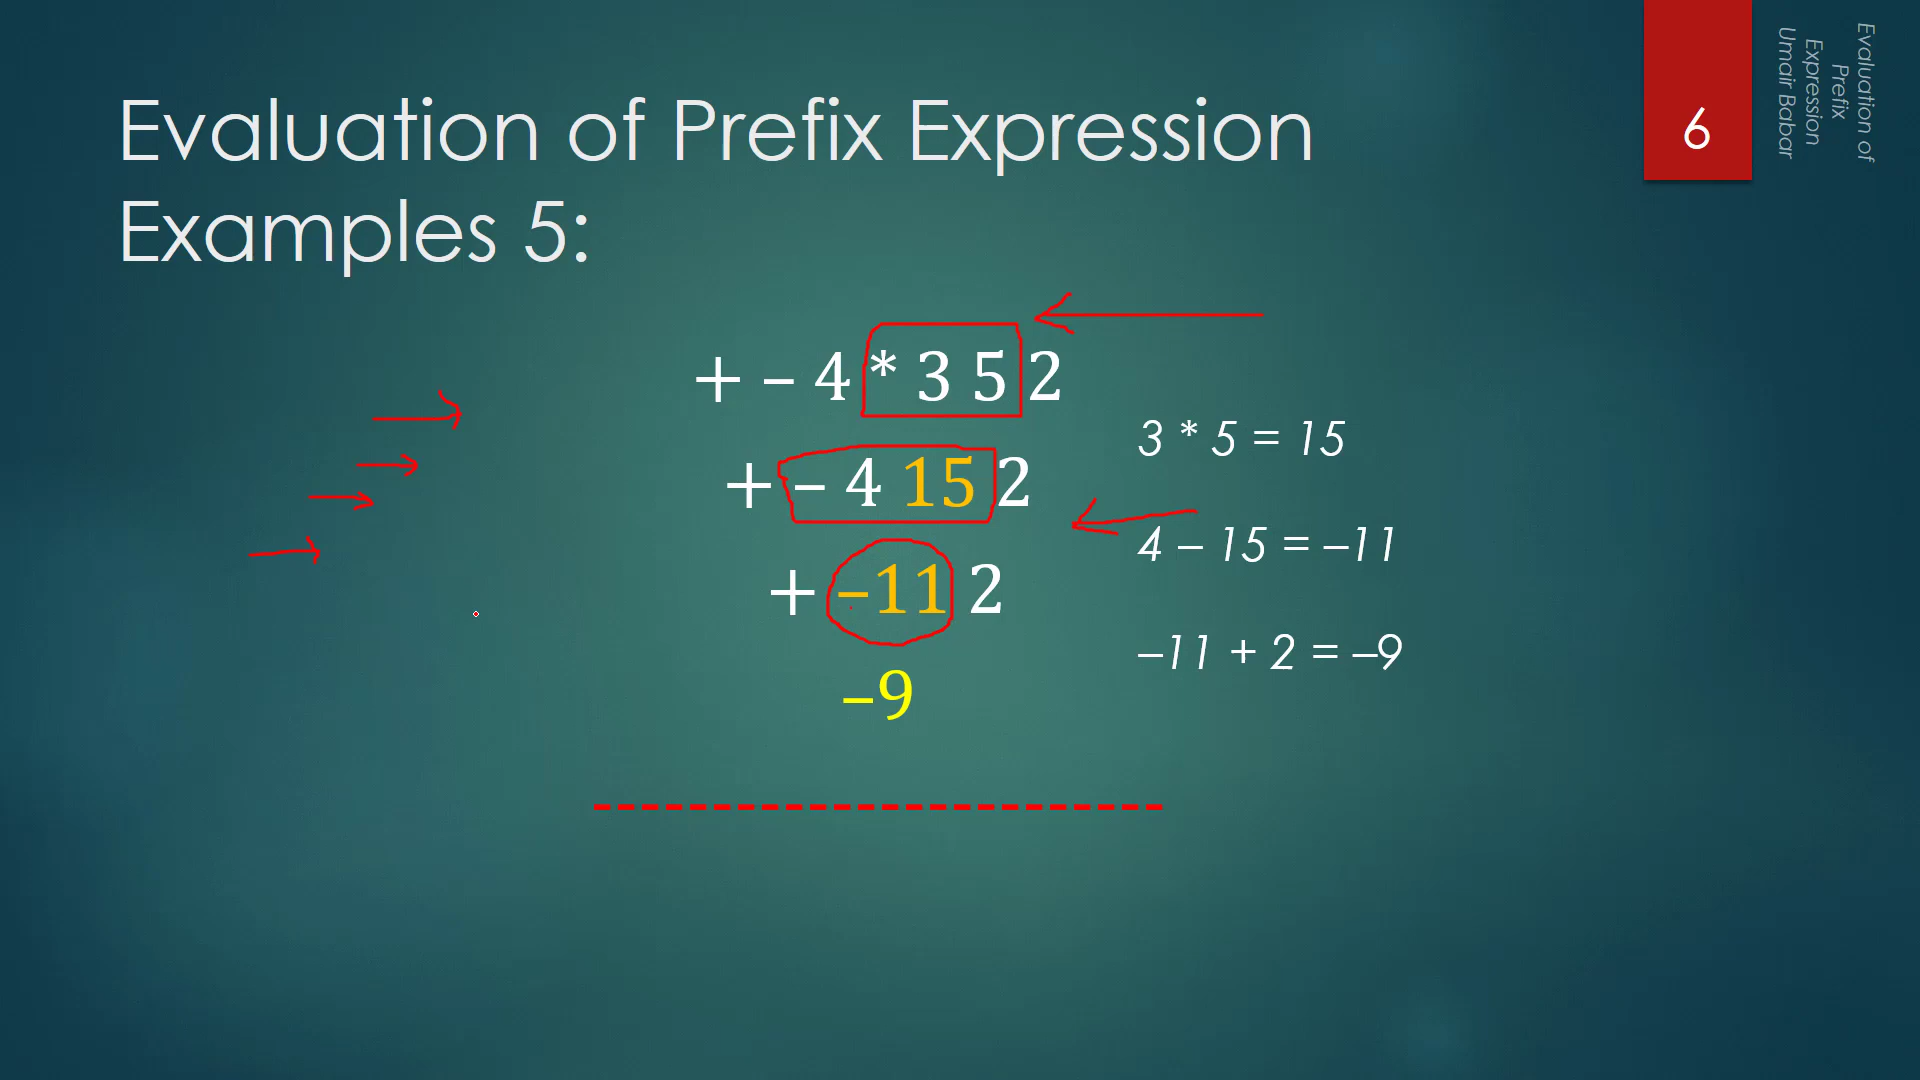 Evaluation of Prefix Expression
Examples 5:
6
Evaluation of
Prefix
Expression
Umair Babar
+ – 4 * 3 5 2
3 * 5 = 15
+ – 4 15 2
4 – 15 = –11
+ –11 2
–11 + 2 = –9
–9